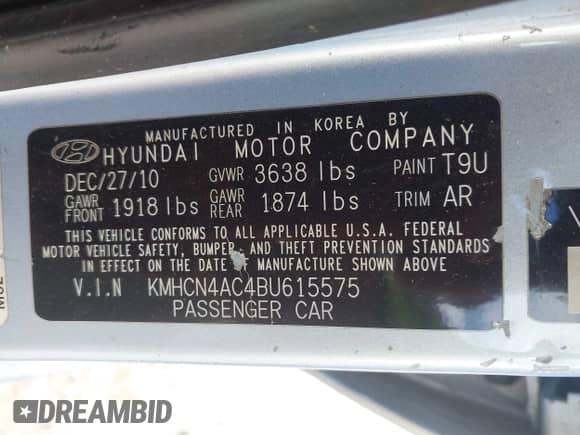 MANUFACTURED IN KOREA BY
HYUNDAI MOTOR COMPANY
DEC/27/10 GVWR 3638 lbs PAINT T9U
GAWR FRONT 1918 lbs GAWR REAR 1874 lbs TRIM AR
THIS VEHICLE CONFORMS TO ALL APPLICABLE U.S.A. FEDERAL
MOTOR VEHICLE SAFETY, BUMPER, AND THEFT PREVENTION STANDARDS
IN EFFECT ON THE DATE OF MANUFACTURE SHOWN ABOVE
V.I.N KMHCN4AC4BU615575
PASSENGER CAR
DREAMBID